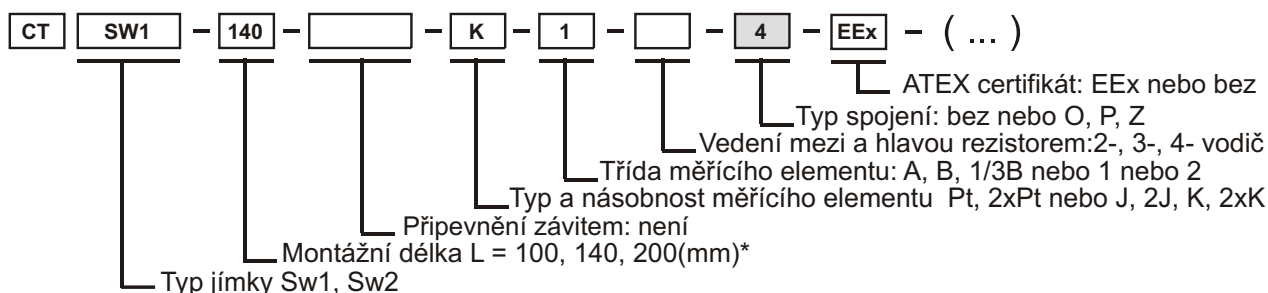 CT SW1 – 140 – – K – 1 – – 4 – EEx – ( ... )
ATEX certifikát: EEx nebo bez
Typ spojení: bez nebo O, P, Z
Vedení mezi a hlavou rezistorem:2-, 3-, 4- vodič
Třída měřícího elementu: A, B, 1/3B nebo 1 nebo 2
Typ a násobnost měřícího elementu Pt, 2xPt nebo J, 2J, K, 2xK
Připevnění závitem: není
Montážní délka L = 100, 140, 200(mm)*
Typ jímky Sw1, Sw2